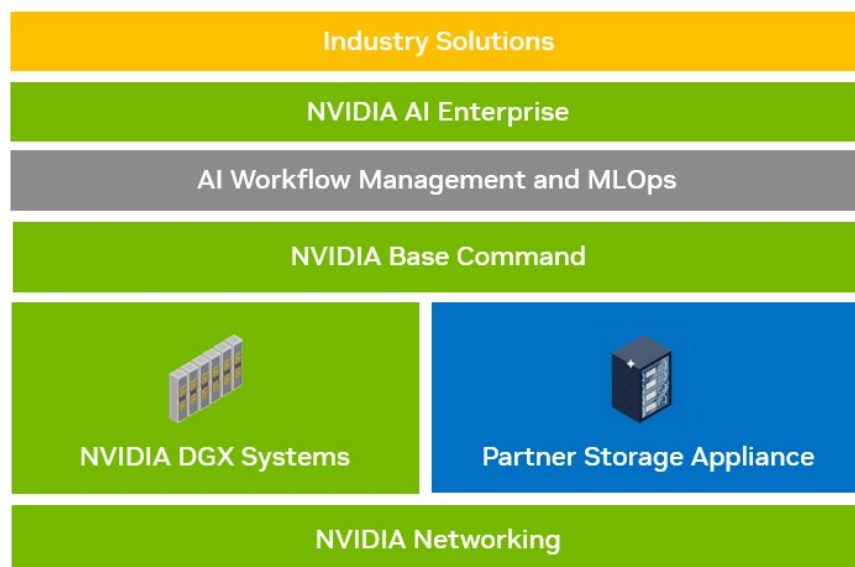 Industry Solutions
NVIDIA AI Enterprise
AI Workflow Management and MLOps
NVIDIA Base Command
NVIDIA DGX Systems
Partner Storage Appliance
NVIDIA Networking